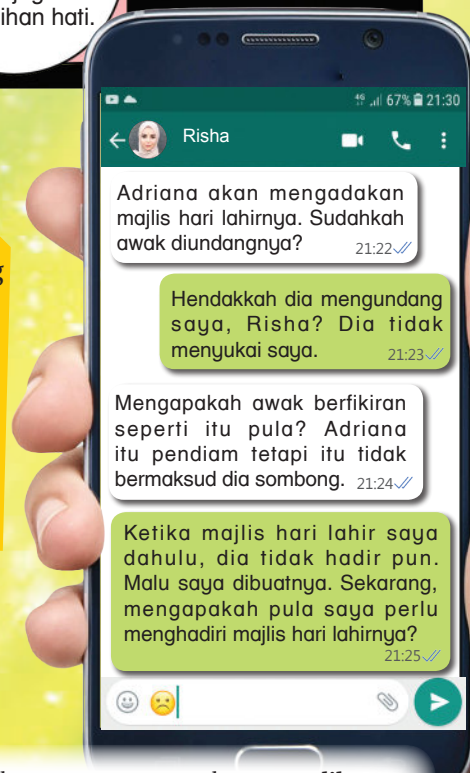 ihan hati.
4G 67% 21:30
Risha
Adriana akan mengadakan
majlis hari lahirnya. Sudahkah
awak diundangnya? 21:22
Hendakkah dia mengundang
saya, Risha? Dia tidak
menyukai saya. 21:23
Mengapakah awak berfikiran
seperti itu pula? Adriana
itu pendiam tetapi itu tidak
bermaksud dia sombong. 21:24
Ketika majlis hari lahir saya
dahulu, dia tidak hadir pun.
Malu saya dibuatnya. Sekarang,
mengapakah pula saya perlu
menghadiri majlis hari lahirnya?
21:25